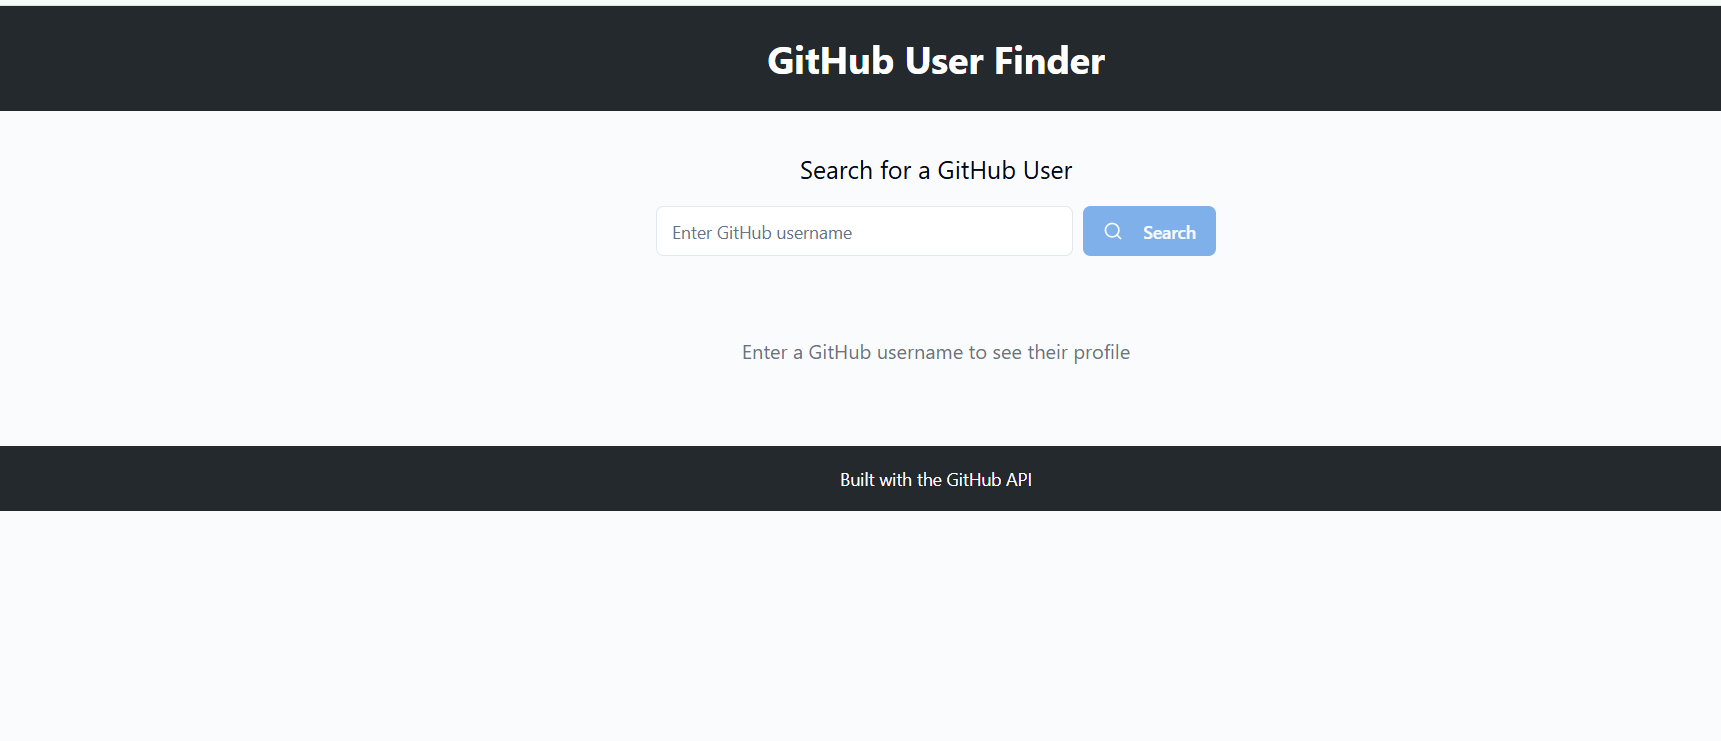 GitHub User Finder
Search for a GitHub User
Enter GitHub username
Search
Enter a GitHub username to see their profile
Built with the GitHub API